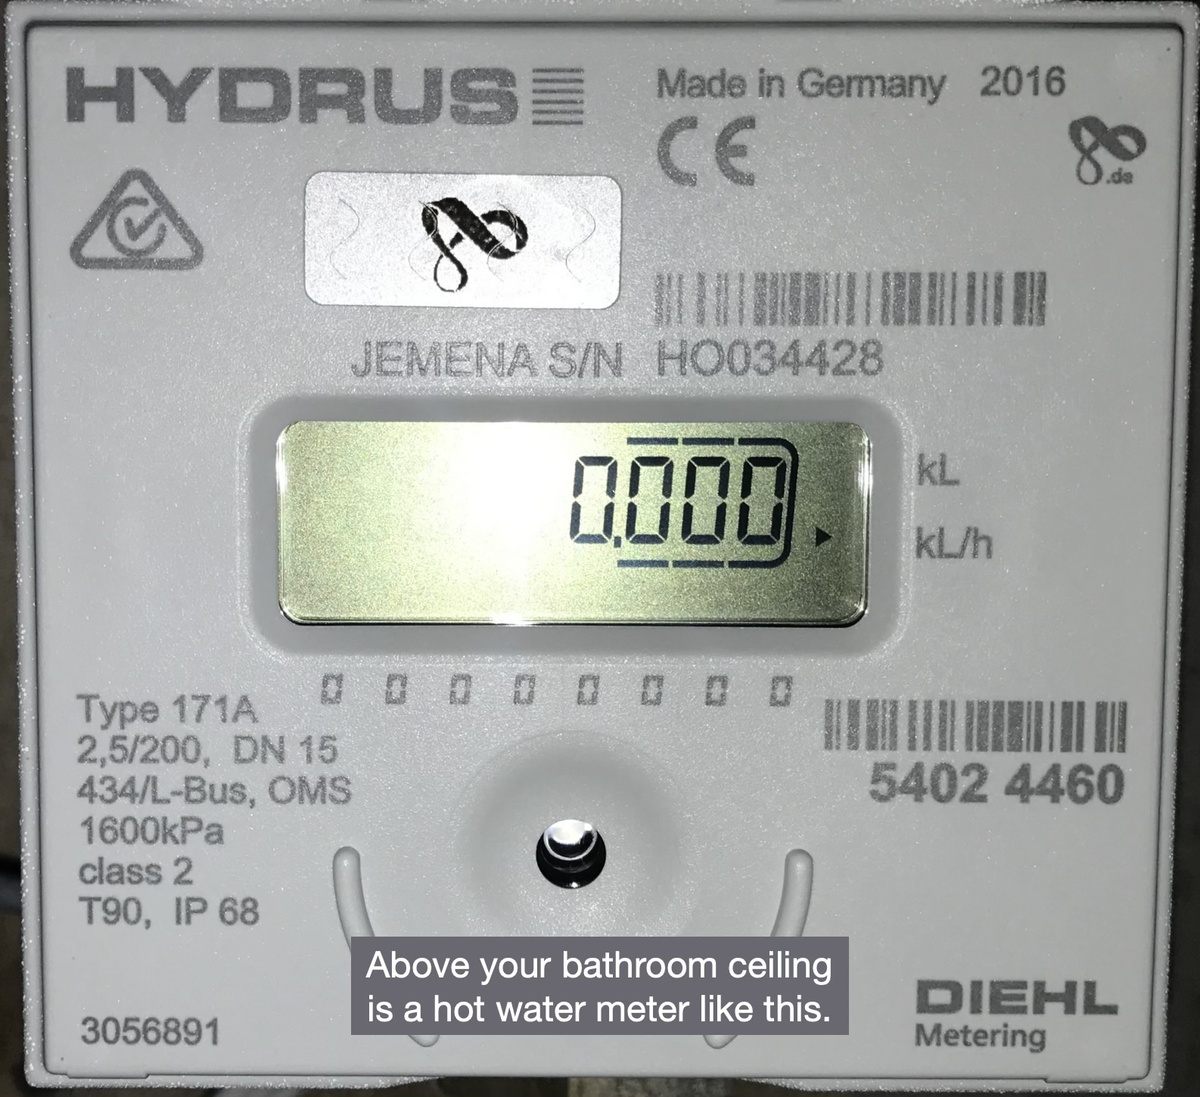 HYDRUS
Made in Germany 2016
CE
.de
JEMENA S/N HO034428
0.000
kL
kL/h
0 0 0 0 0 0 0 0
Type 171A
2,5/200, DN 15
434/L-Bus, OMS
1600kPa
class 2
T90, IP 68
5402 4460
Above your bathroom ceiling
is a hot water meter like this.
3056891
DIEHL
Metering